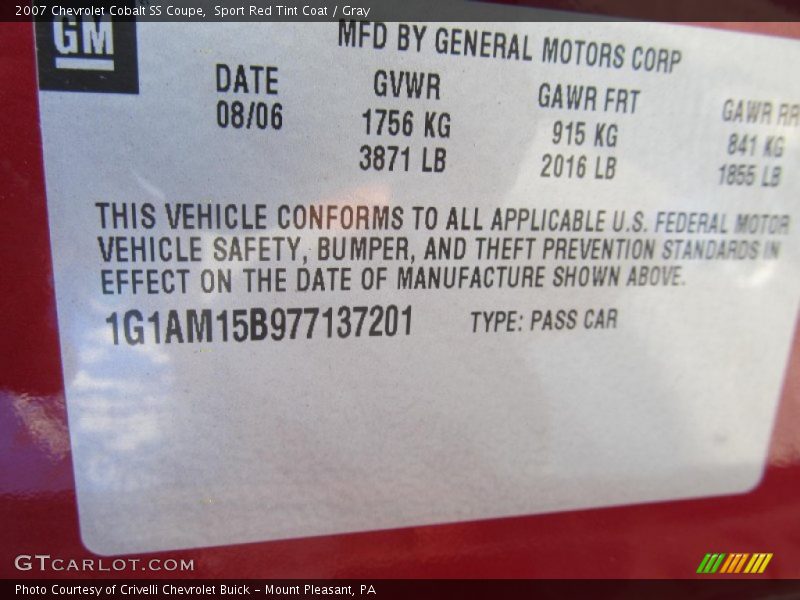 2007 Chevrolet Cobalt SS Coupe,  Sport Red Tint Coat / Gray
GM
MFD BY GENERAL MOTORS CORP
DATE GVWR GAWR FRT GAWR RR
08/06 1756 KG 915 KG 841 KG
3871 LB 2016 LB 1855 LB
THIS VEHICLE CONFORMS TO ALL APPLICABLE U.S. FEDERAL MOTOR
VEHICLE SAFETY, BUMPER, AND THEFT PREVENTION STANDARDS IN
EFFECT ON THE DATE OF MANUFACTURE SHOWN ABOVE.
1G1AM15B977137201 TYPE: PASS CAR
GTCARLOT.COM
Photo Courtesy of Crivelli Chevrolet Buick - Mount Pleasant, PA